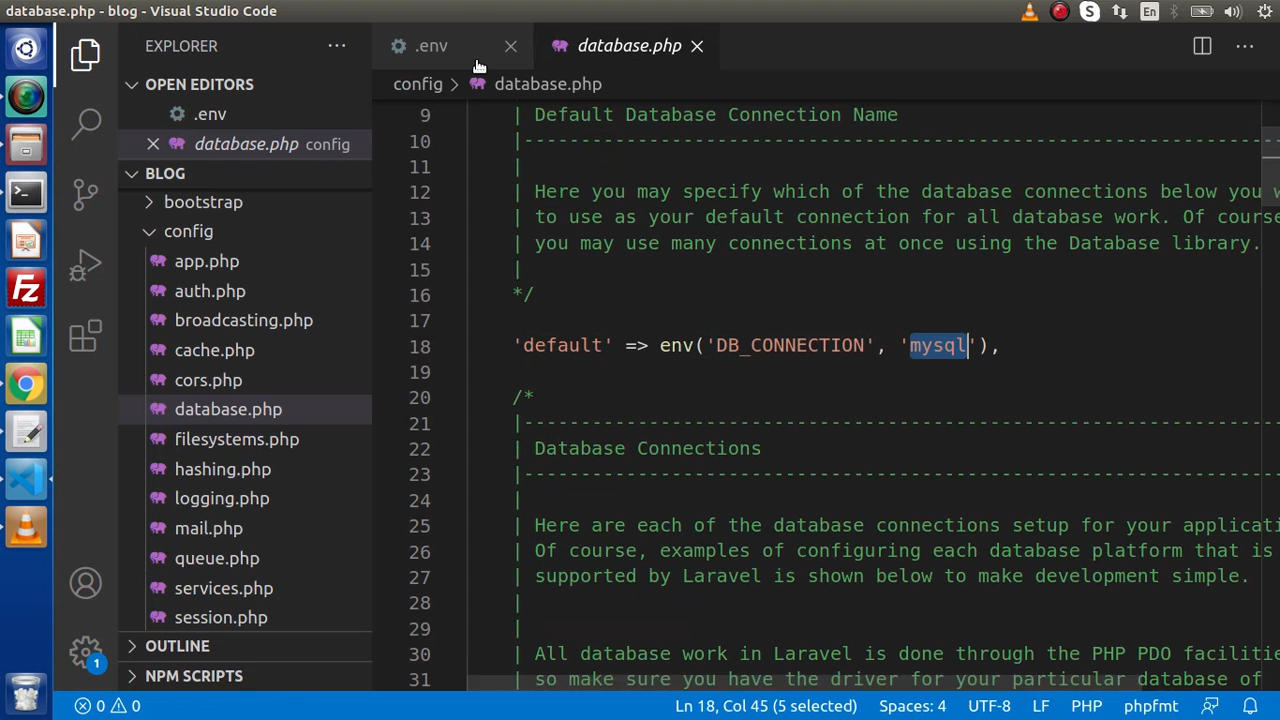 database.php - blog - Visual Studio Code
S
En
EXPLORER
OPEN EDITORS
.env
database.php config
BLOG
bootstrap
config
app.php
auth.php
broadcasting.php
cache.php
cors.php
database.php
filesystems.php
hashing.php
logging.php
mail.php
queue.php
services.php
session.php
OUTLINE
NPM SCRIPTS
1
Fz
.env
database.php
config > database.php
9 | Default Database Connection Name
10 |--------------------------------------------------------------------
11 |
12 | Here you may specify which of the database connections below you w
13 | to use as your default connection for all database work. Of course
14 | you may use many connections at once using the Database library.
15 |
16 */
17
18 'default' => env('DB_CONNECTION', 'mysql'),
19
20 /*
21 |--------------------------------------------------------------------
22 | Database Connections
23 |--------------------------------------------------------------------
24 |
25 | Here are each of the database connections setup for your applicati
26 | Of course, examples of configuring each database platform that is
27 | supported by Laravel is shown below to make development simple.
28 |
29 |
30 | All database work in Laravel is done through the PHP PDO facilitie
31 | so make sure you have the driver for your particular database of
0 0
Ln 18, Col 45 (5 selected)
Spaces: 4
UTF-8
LF
PHP
phpfmt